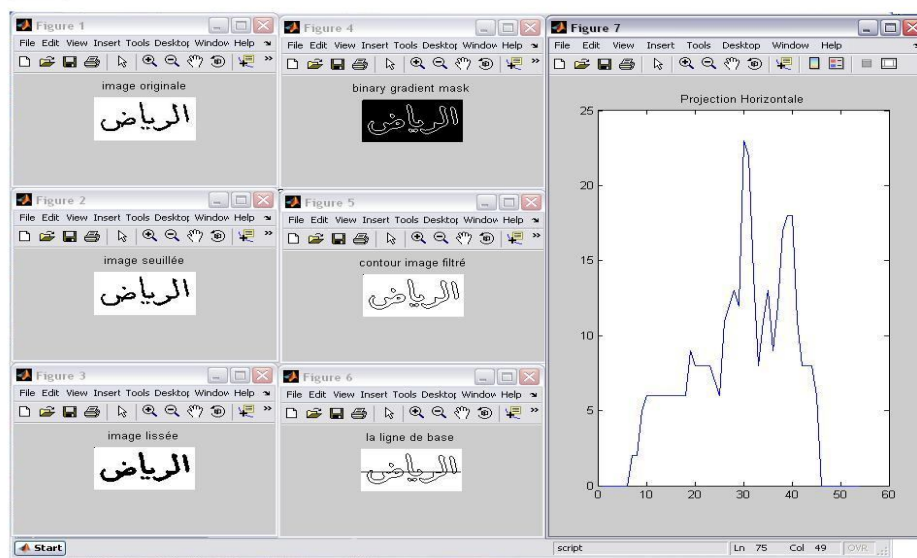 Figure 1
File Edit View Insert Tools Desktop Window Help
image originale
الرياض
Figure 2
File Edit View Insert Tools Desktop Window Help
image seuillée
الرياض
Figure 3
File Edit View Insert Tools Desktop Window Help
image lissée
الرياض
Figure 4
File Edit View Insert Tools Desktop Window Help
binary gradient mask
الرياض
Figure 5
File Edit View Insert Tools Desktop Window Help
contour image filtré
الرياض
Figure 6
File Edit View Insert Tools Desktop Window Help
la ligne de base
الرياض
Figure 7
File Edit View Insert Tools Desktop Window Help
Projection Horizontale
25
20
15
10
5
0
0 10 20 30 40 50 60
Start
script Ln 75 Col 49 OVR